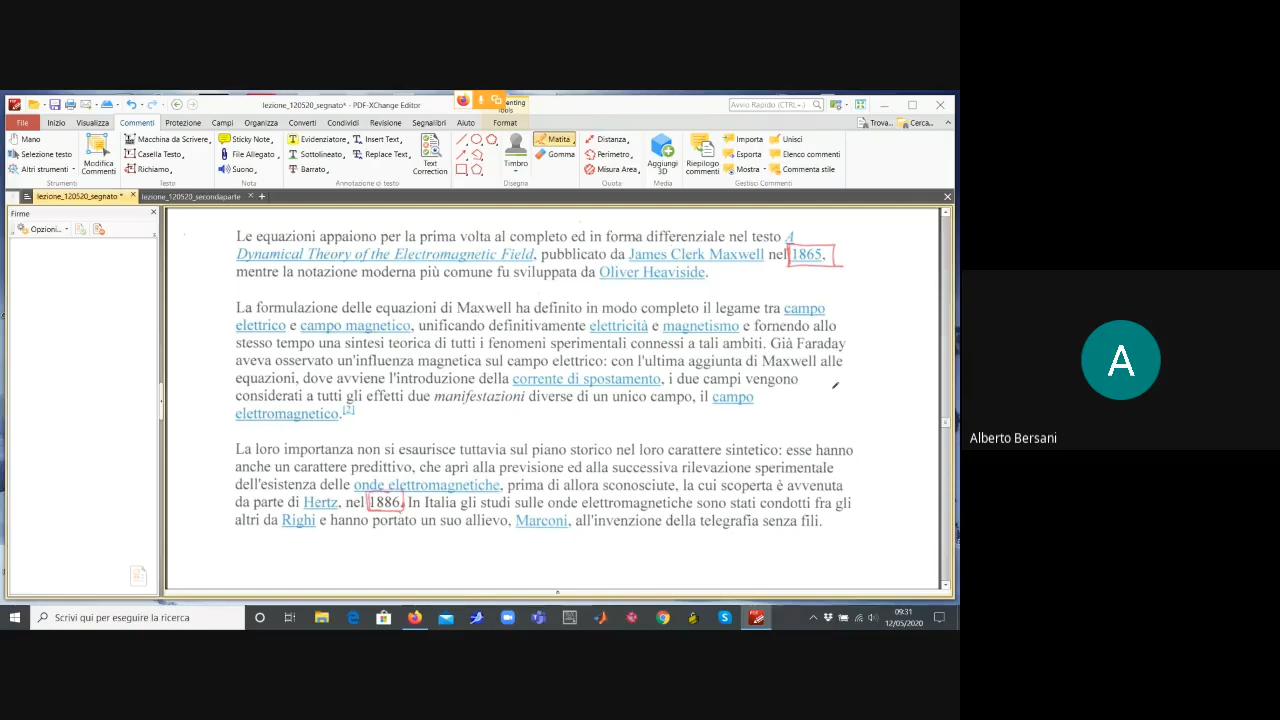 lezione_120520_segnato* - PDF-XChange Editor
enting
Tools
Avvio Rapido (CTRL+.)
File Inizio Visualizza Commenti Protezione Campi Organizza Converti Condividi Revisione Segnalibri Aiuto Format Trova... Cerca...
Mano
Selezione testo
Altri strumenti
Strumenti
Modifica Commenti
Macchina da Scrivere
Casella Testo
Richiamo
Testo
Sticky Note
File Allegato
Suono
Nota
Evidenziatore
Sottolineato
Barrato
Insert Text
Replace Text
Text Correction
Annotazione di testo
Timbro
Matita
Gomma
Disegna
Distanza
Perimetro
Misura Area
Quota
Aggiungi 3D
Media
Riepilogo commenti
Importa
Esporta
Mostra
Unisci
Elenco commenti
Commenta stile
Gestisci Commenti
lezione_120520_segnato * lezione_120520_secondaparte
Firme
Opzioni...
Le equazioni appaiono per la prima volta al completo ed in forma differenziale nel testo A
Dynamical Theory of the Electromagnetic Field, pubblicato da James Clerk Maxwell nel 1865,
mentre la notazione moderna più comune fu sviluppata da Oliver Heaviside.
La formulazione delle equazioni di Maxwell ha definito in modo completo il legame tra campo
elettrico e campo magnetico, unificando definitivamente elettricità e magnetismo e fornendo allo
stesso tempo una sintesi teorica di tutti i fenomeni sperimentali connessi a tali ambiti. Già Faraday
aveva osservato un'influenza magnetica sul campo elettrico: con l'ultima aggiunta di Maxwell alle
equazioni, dove avviene l'introduzione della corrente di spostamento, i due campi vengono
considerati a tutti gli effetti due manifestazioni diverse di un unico campo, il campo
elettromagnetico.[2]
La loro importanza non si esaurisce tuttavia sul piano storico nel loro carattere sintetico: esse hanno
anche un carattere predittivo, che aprì alla previsione ed alla successiva rilevazione sperimentale
dell'esistenza delle onde elettromagnetiche, prima di allora sconosciute, la cui scoperta è avvenuta
da parte di Hertz, nel 1886. In Italia gli studi sulle onde elettromagnetiche sono stati condotti fra gli
altri da Righi e hanno portato un suo allievo, Marconi, all'invenzione della telegrafia senza fili.
A
Alberto Bersani
Scrivi qui per eseguire la ricerca
09:31
12/05/2020